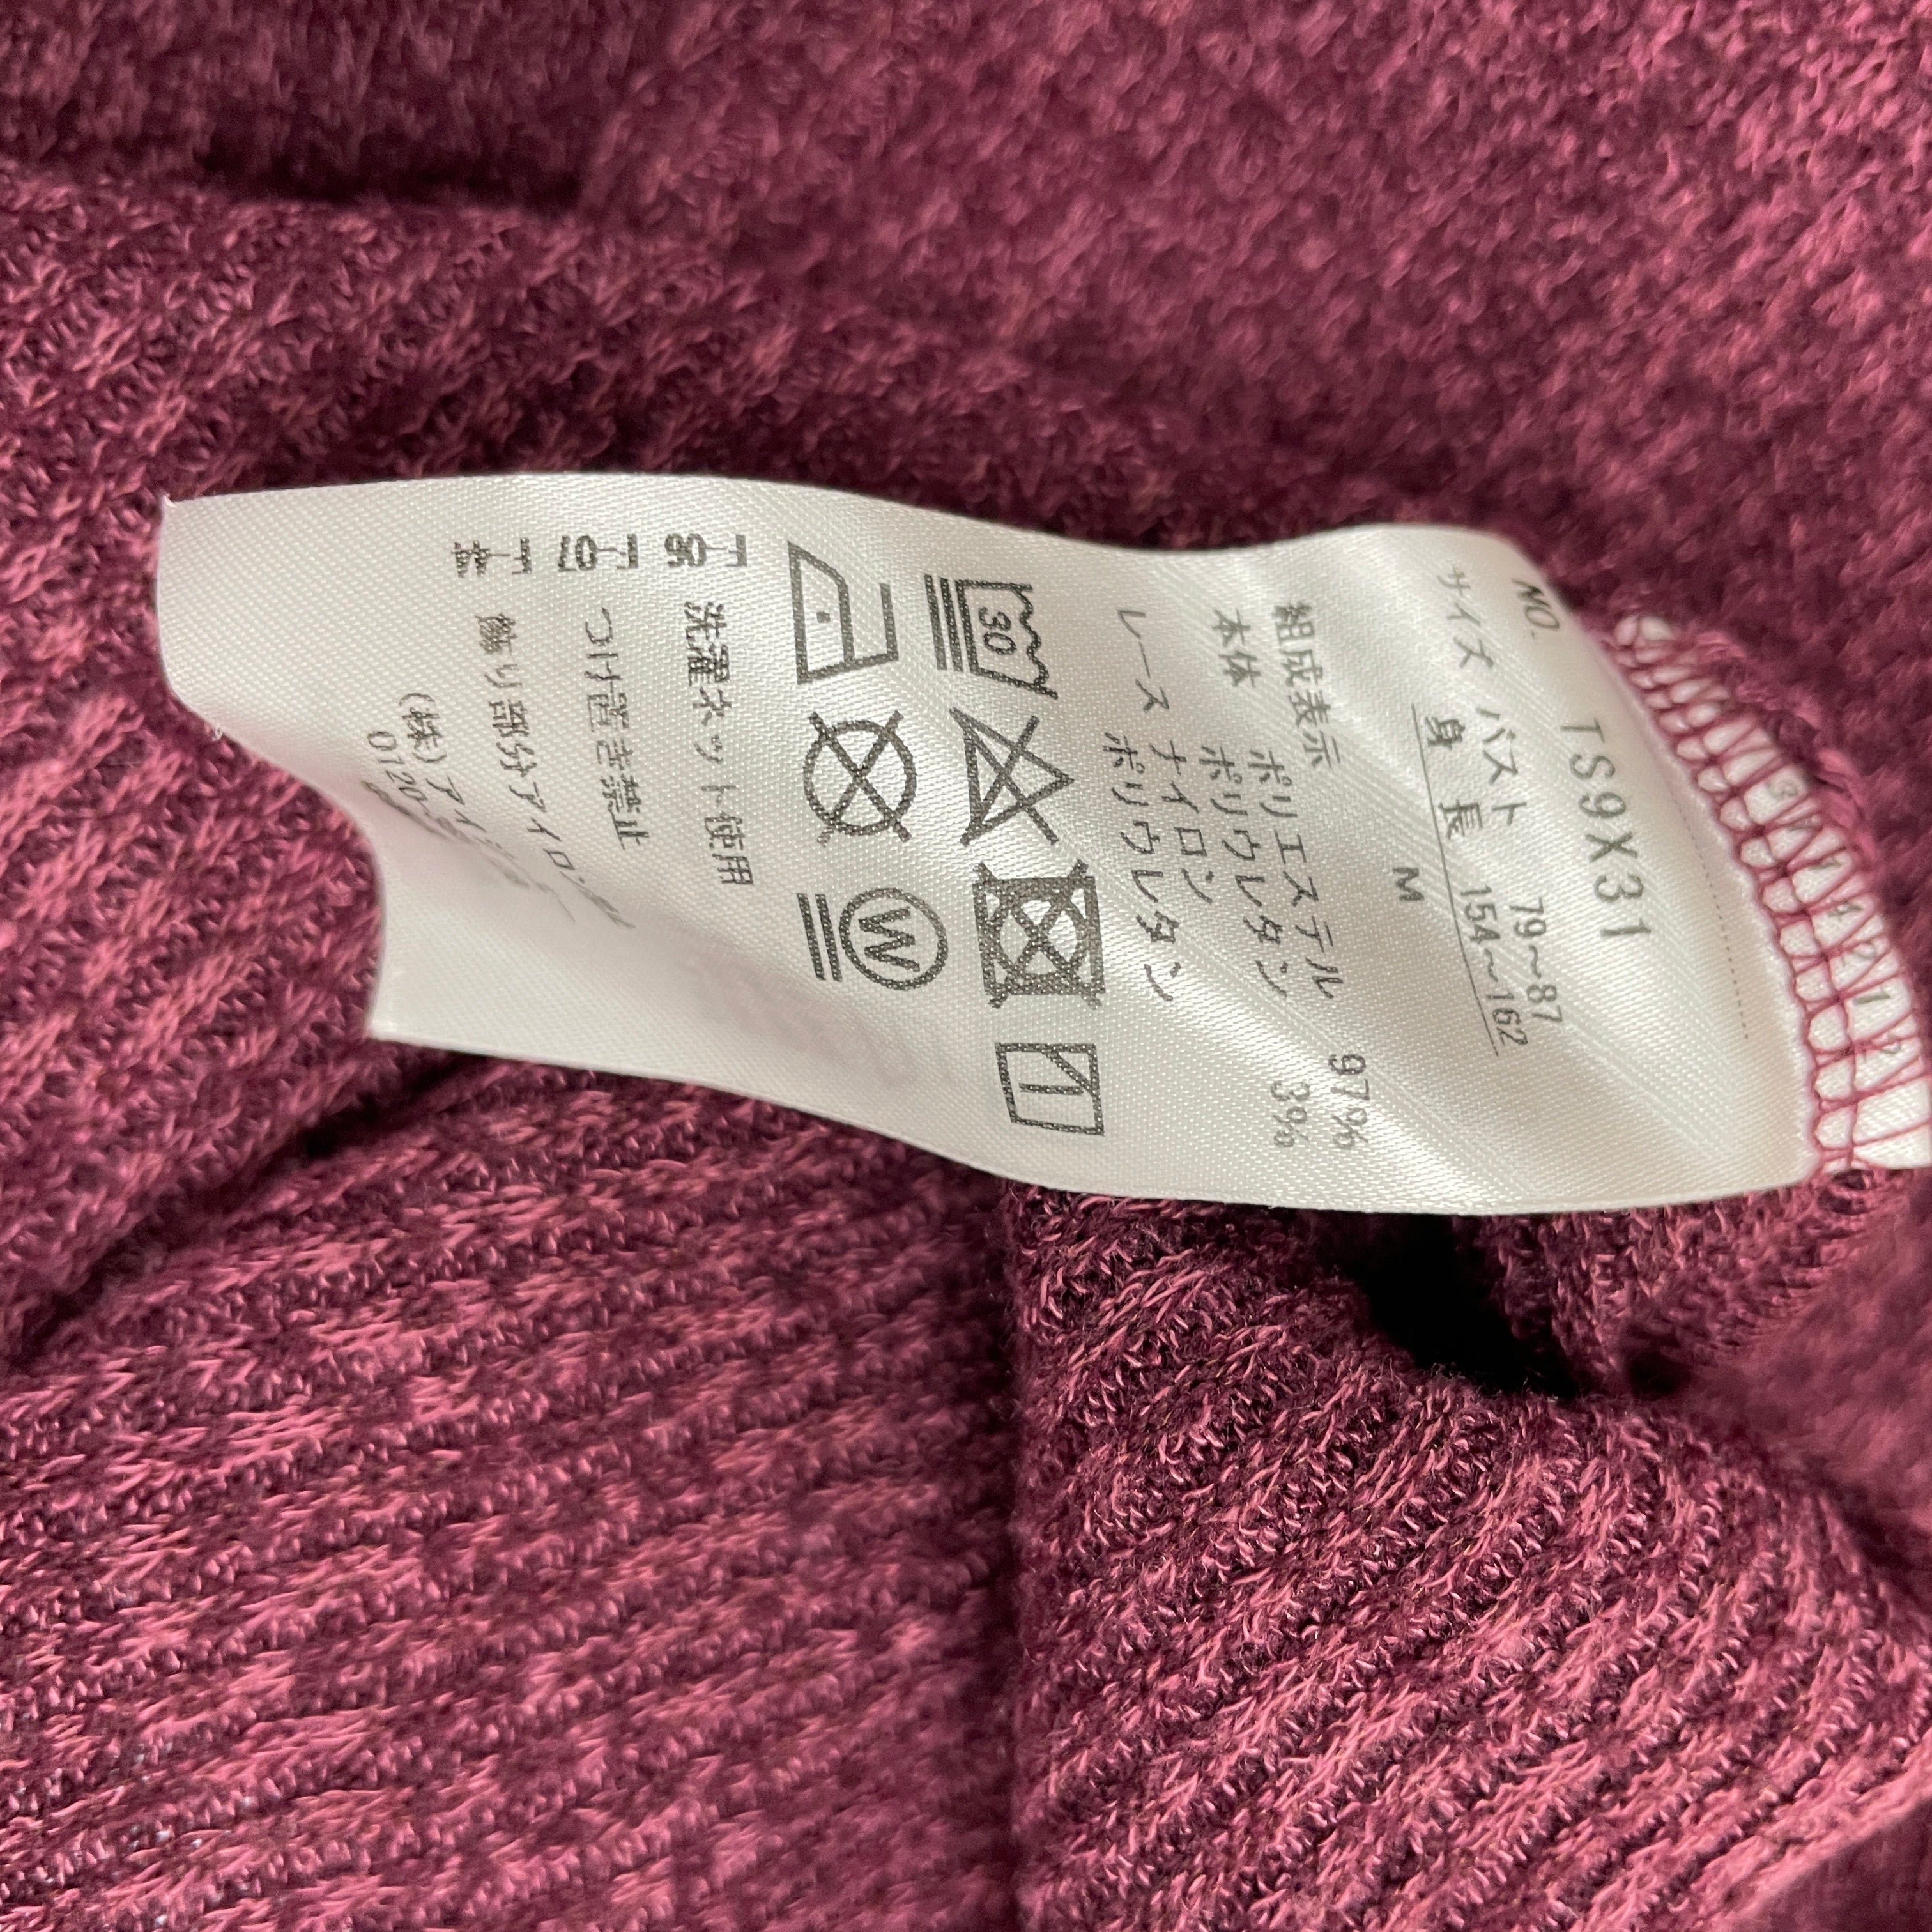 NO. TS9X31
サイズ バスト 79~87
身長 154~162
M
組成表示
本体 ポリエステル 97%
ポリウレタン 3%
レース ナイロン
ポリウレタン
30
W
洗濯ネット使用
つけ置き禁止
飾り部分アイロン
(株)アイ
0120-